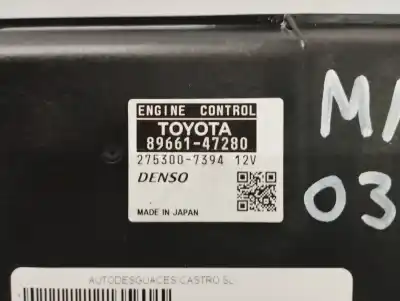 ENGINE CONTROL
TOYOTA
89661-47280
275300-7394 12V
DENSO
MADE IN JAPAN
03
AUTODESGUACES CASTRO SL